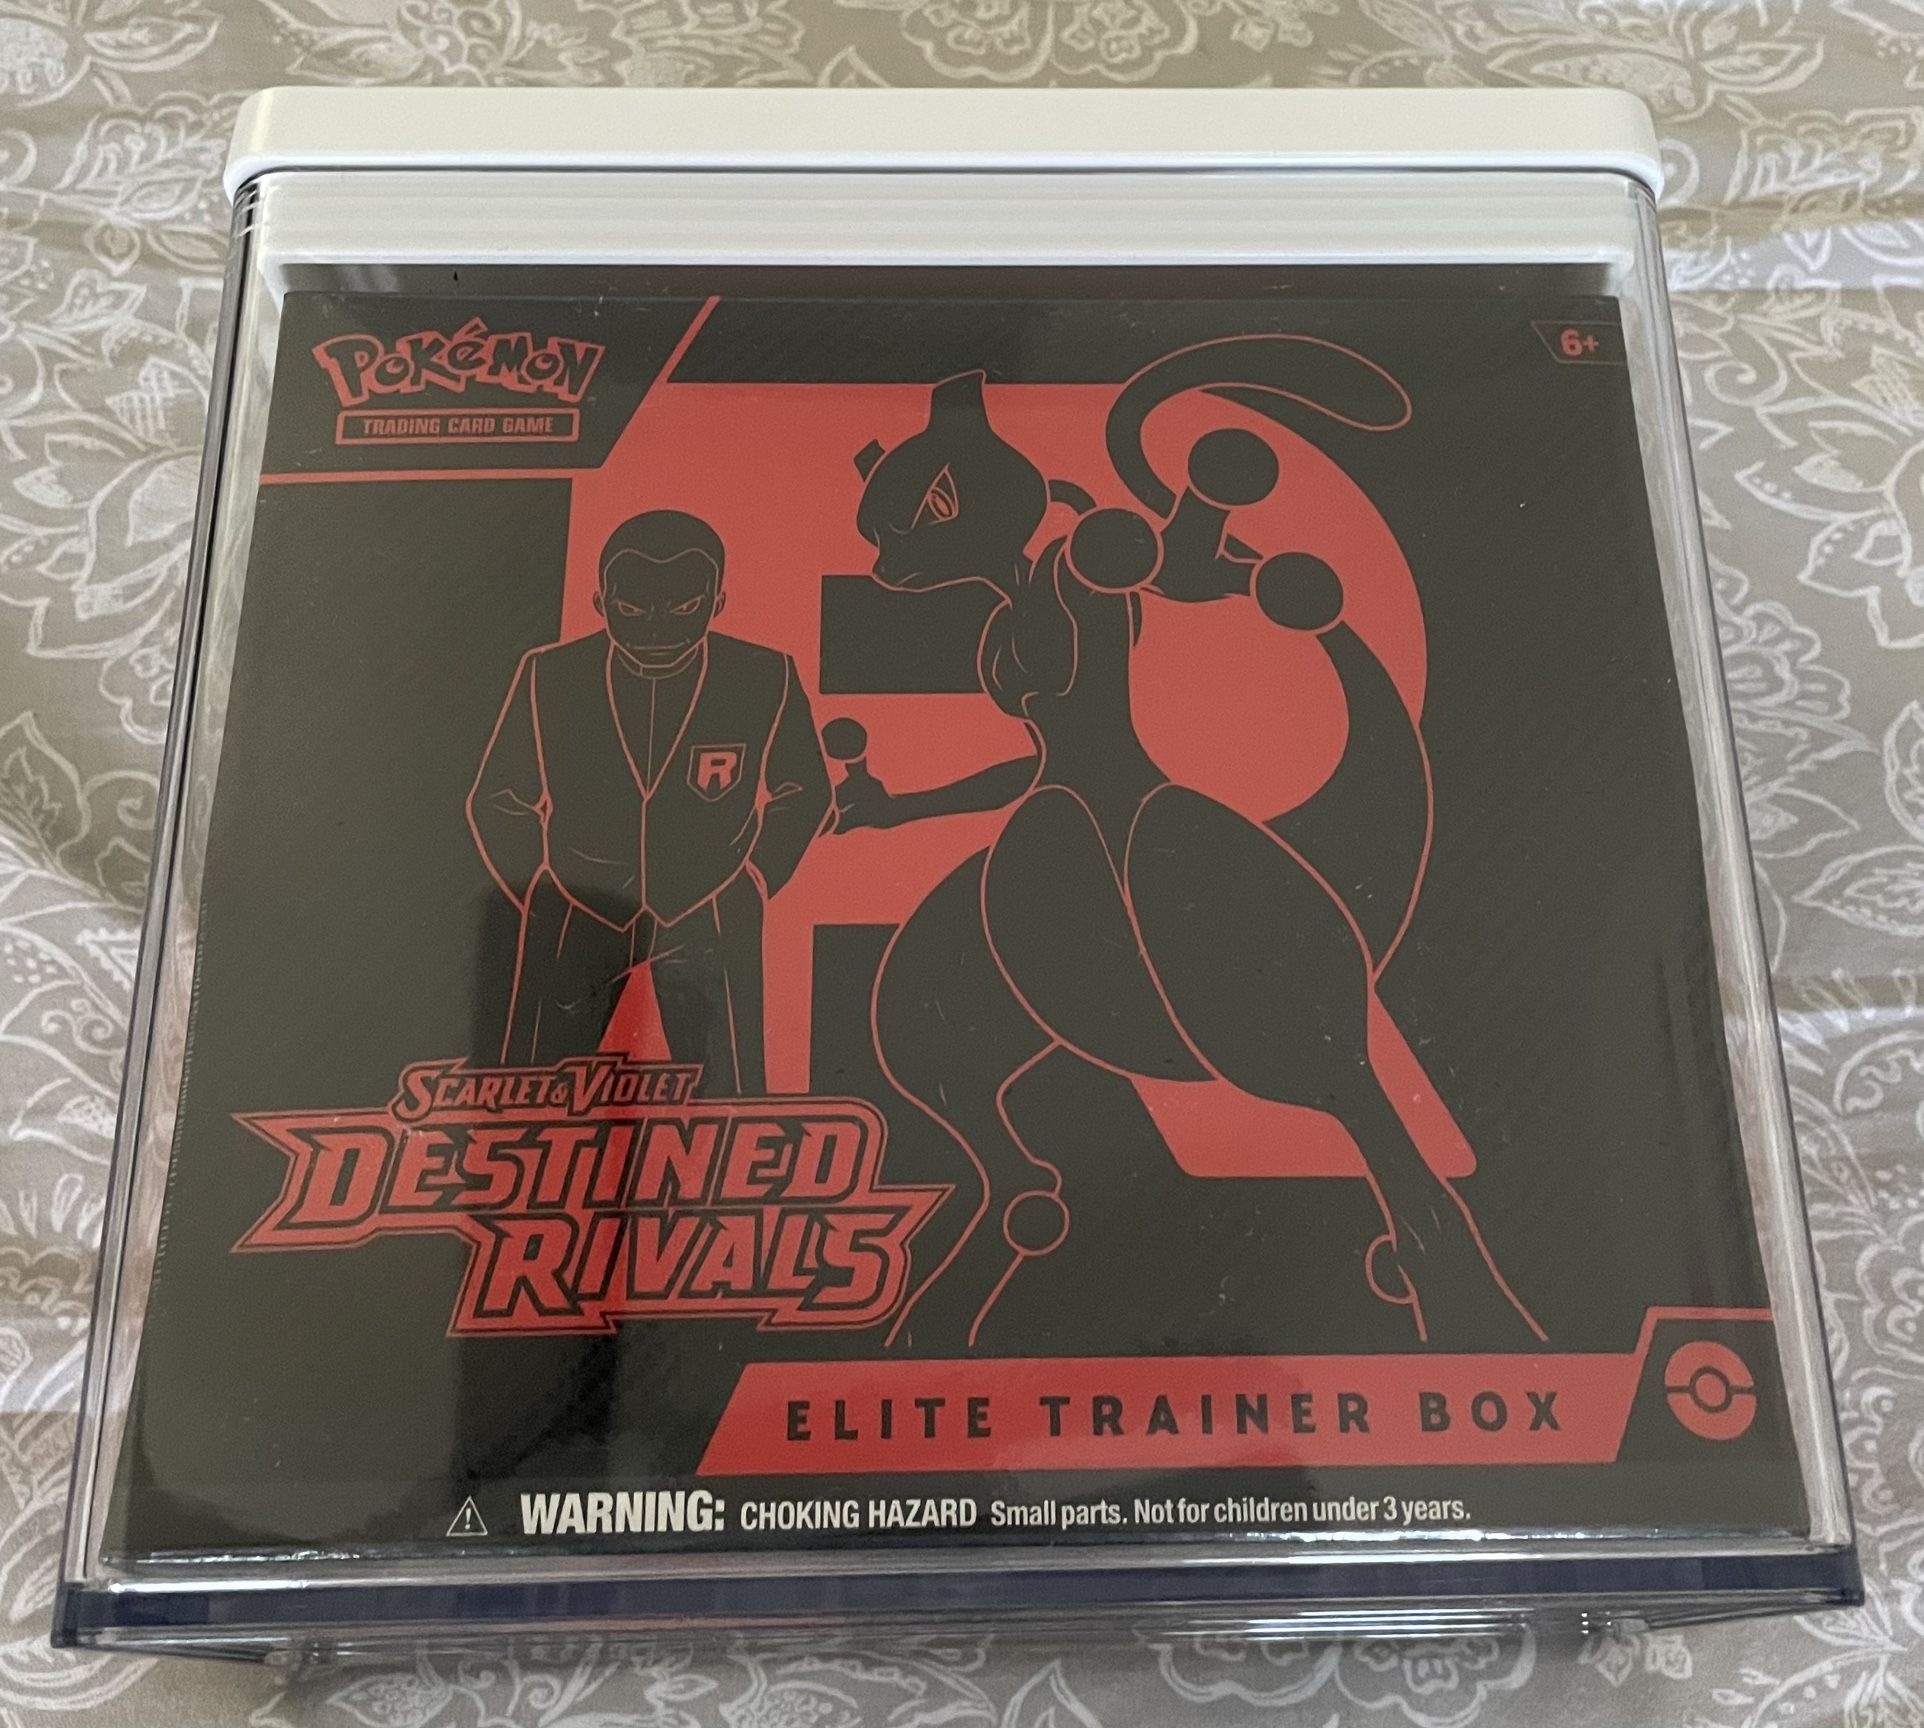 POKéMON
TRADING CARD GAME
6+
R
SCARLET & VIOLET
DESTINED
RIVALS
ELITE TRAINER BOX
WARNING: CHOKING HAZARD Small parts. Not for children under 3 years.